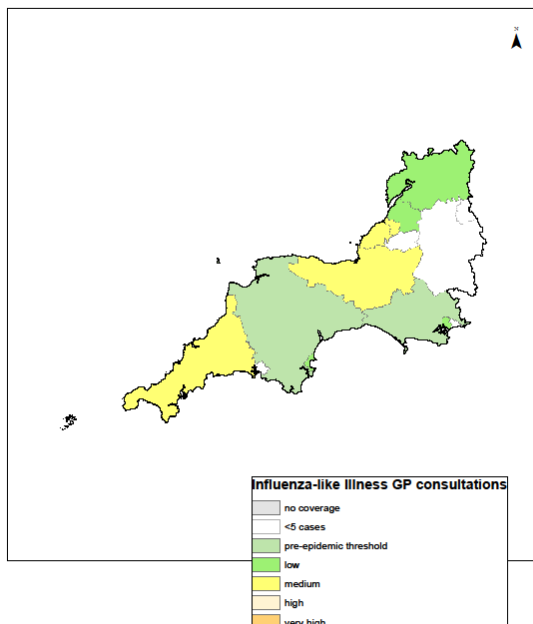 N
Influenza-like Illness GP consultations
no coverage
<5 cases
pre-epidemic threshold
low
medium
high
very high